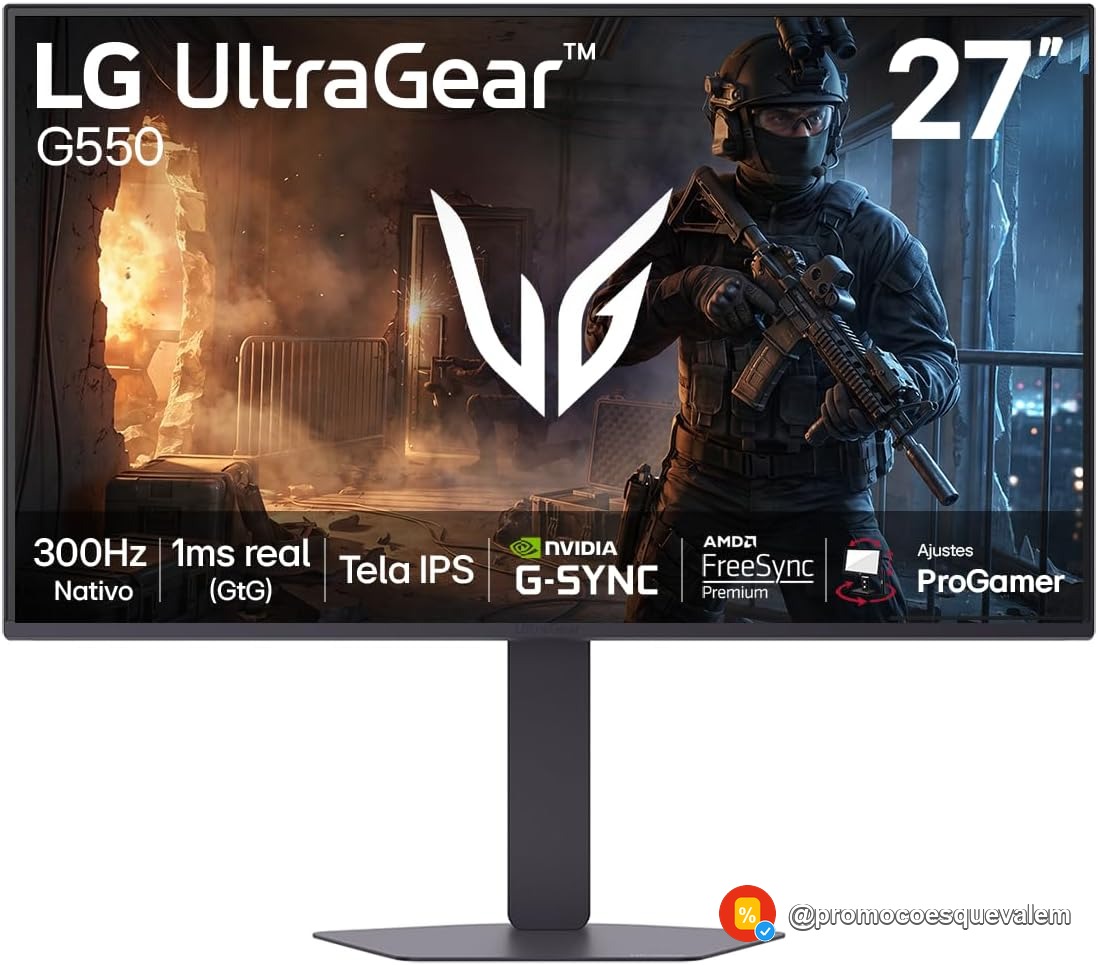 LG UltraGear™
27"
G550
300Hz
Nativo
1ms real
(GtG)
Tela IPS
NVIDIA
G-SYNC
AMD
FreeSync
Premium
Ajustes
ProGamer
UltraGear
%
@promocoesquevalem